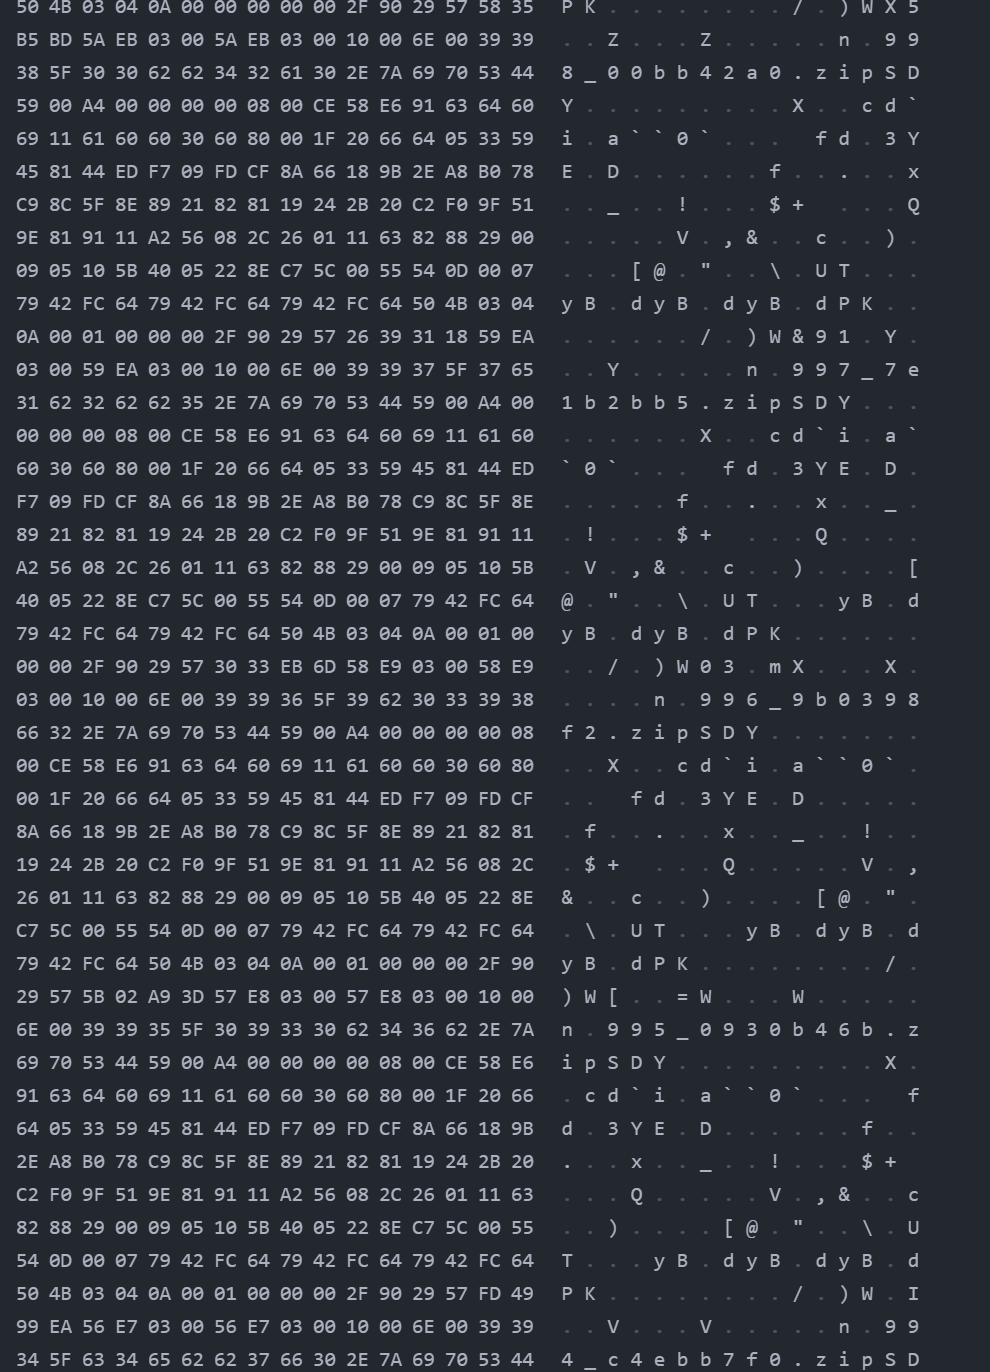 50 4B 03 04 0A 00 00 00 00 00 2F 90 29 57 58 35 P K . . . . . . . . / . ) W X 5
B5 BD 5A EB 03 00 5A EB 03 00 10 00 6E 00 39 39 . . Z . . . Z . . . . . n . 9 9
38 5F 30 30 62 62 34 32 61 30 2E 7A 69 70 53 44 8 _ 0 0 b b 4 2 a 0 . z i p S D
59 00 A4 00 00 00 00 08 00 CE 58 E6 91 63 64 60 Y . . . . . . . . . X . . c d `
69 11 61 60 60 30 60 80 00 1F 20 66 64 05 33 59 i . a ` ` 0 ` . . . f d . 3 Y
45 81 44 ED F7 09 FD CF 8A 66 18 9B 2E A8 B0 78 E . D . . . . . . f . . . . . x
C9 8C 5F 8E 89 21 82 81 19 24 2B 20 C2 F0 9F 51 . . _ . . ! . . . $ + . . . Q
9E 81 91 11 A2 56 08 2C 26 01 11 63 82 88 29 00 . . . . . V . , & . . c . . ) .
09 05 10 5B 40 05 22 8E C7 5C 00 55 54 0D 00 07 . . . [ @ . " . . \ . U T . . .
79 42 FC 64 79 42 FC 64 79 42 FC 64 50 4B 03 04 y B . d y B . d y B . d P K . .
0A 00 01 00 00 00 2F 90 29 57 26 39 31 18 59 EA . . . . . . / . ) W & 9 1 . Y .
03 00 59 EA 03 00 10 00 6E 00 39 39 37 5F 37 65 . . Y . . . . . n . 9 9 7 _ 7 e
31 62 32 62 62 35 2E 7A 69 70 53 44 59 00 A4 00 1 b 2 b b 5 . z i p S D Y . . .
00 00 00 08 00 CE 58 E6 91 63 64 60 69 11 61 60 . . . . . . X . . c d ` i . a `
60 30 60 80 00 1F 20 66 64 05 33 59 45 81 44 ED ` 0 ` . . . f d . 3 Y E . D .
F7 09 FD CF 8A 66 18 9B 2E A8 B0 78 C9 8C 5F 8E . . . . . f . . . . . x . . _ .
89 21 82 81 19 24 2B 20 C2 F0 9F 51 9E 81 91 11 . ! . . . $ + . . . Q . . . .
A2 56 08 2C 26 01 11 63 82 88 29 00 09 05 10 5B . V . , & . . c . . ) . . . . [
40 05 22 8E C7 5C 00 55 54 0D 00 07 79 42 FC 64 @ . " . . \ . U T . . . y B . d
79 42 FC 64 79 42 FC 64 50 4B 03 04 0A 00 01 00 y B . d y B . d P K . . . . . .
00 00 2F 90 29 57 30 33 EB 6D 58 E9 03 00 58 E9 . . / . ) W 0 3 . m X . . . X .
03 00 10 00 6E 00 39 39 36 5F 39 62 30 33 39 38 . . . . n . 9 9 6 _ 9 b 0 3 9 8
66 32 2E 7A 69 70 53 44 59 00 A4 00 00 00 00 08 f 2 . z i p S D Y . . . . . . .
00 CE 58 E6 91 63 64 60 69 11 61 60 60 30 60 80 . . X . . c d ` i . a ` ` 0 ` .
00 1F 20 66 64 05 33 59 45 81 44 ED F7 09 FD CF . . f d . 3 Y E . D . . . . .
8A 66 18 9B 2E A8 B0 78 C9 8C 5F 8E 89 21 82 81 . f . . . . . x . . _ . . ! . .
19 24 2B 20 C2 F0 9F 51 9E 81 91 11 A2 56 08 2C . $ + . . . Q . . . . . V . ,
26 01 11 63 82 88 29 00 09 05 10 5B 40 05 22 8E & . . c . . ) . . . . [ @ . " .
C7 5C 00 55 54 0D 00 07 79 42 FC 64 79 42 FC 64 . \ . U T . . . y B . d y B . d
79 42 FC 64 50 4B 03 04 0A 00 01 00 00 00 2F 90 y B . d P K . . . . . . . . / .
29 57 5B 02 A9 3D 57 E8 03 00 57 E8 03 00 10 00 ) W [ . . = W . . . W . . . . .
6E 00 39 39 35 5F 30 39 33 30 62 34 36 62 2E 7A n . 9 9 5 _ 0 9 3 0 b 4 6 b . z
69 70 53 44 59 00 A4 00 00 00 00 08 00 CE 58 E6 i p S D Y . . . . . . . . . X .
91 63 64 60 69 11 61 60 60 30 60 80 00 1F 20 66 . c d ` i . a ` ` 0 ` . . . f
64 05 33 59 45 81 44 ED F7 09 FD CF 8A 66 18 9B d . 3 Y E . D . . . . . . f . .
2E A8 B0 78 C9 8C 5F 8E 89 21 82 81 19 24 2B 20 . . . x . . _ . . ! . . . $ +
C2 F0 9F 51 9E 81 91 11 A2 56 08 2C 26 01 11 63 . . . Q . . . . . V . , & . . c
82 88 29 00 09 05 10 5B 40 05 22 8E C7 5C 00 55 . . ) . . . . [ @ . " . . \ . U
54 0D 00 07 79 42 FC 64 79 42 FC 64 79 42 FC 64 T . . . y B . d y B . d y B . d
50 4B 03 04 0A 00 01 00 00 00 2F 90 29 57 FD 49 P K . . . . . . . . / . ) W . I
99 EA 56 E7 03 00 56 E7 03 00 10 00 6E 00 39 39 . . V . . . V . . . . . n . 9 9
34 5F 63 34 65 62 62 37 66 30 2E 7A 69 70 53 44 4 _ c 4 e b b 7 f 0 . z i p S D